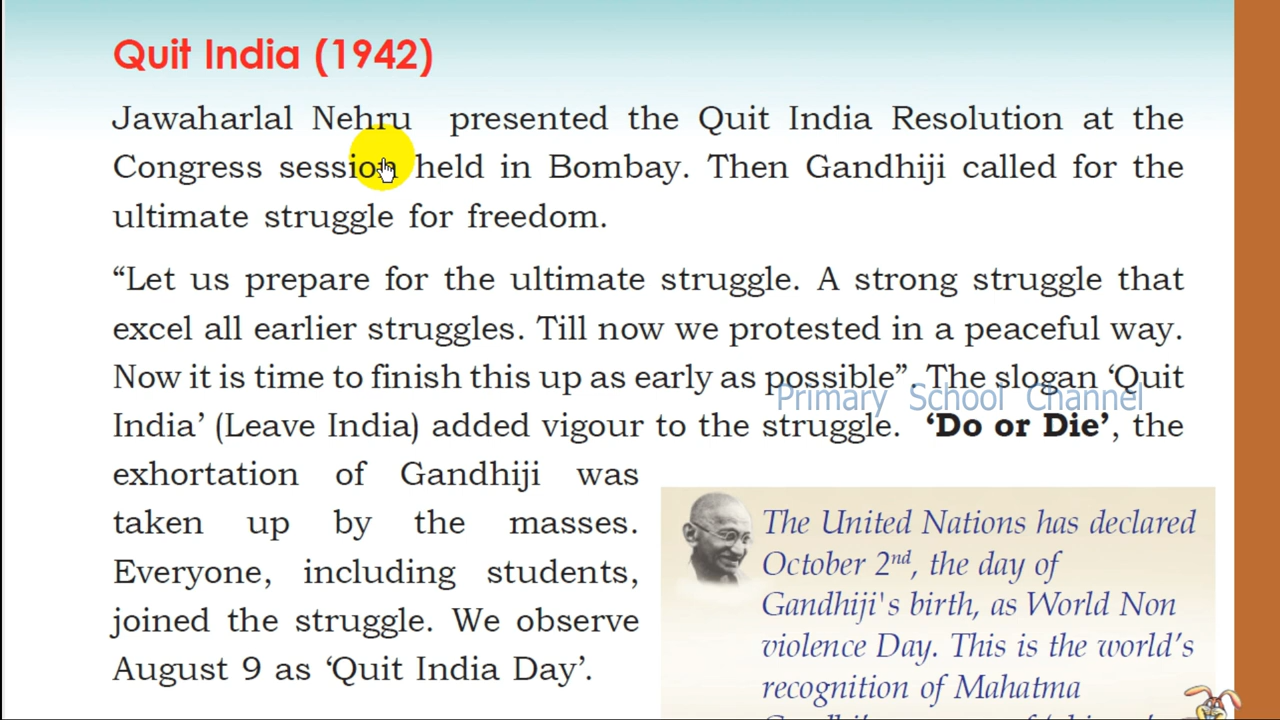 Quit India (1942)
Jawaharlal Nehru presented the Quit India Resolution at the
Congress session held in Bombay. Then Gandhiji called for the
ultimate struggle for freedom.
“Let us prepare for the ultimate struggle. A strong struggle that
excel all earlier struggles. Till now we protested in a peaceful way.
Now it is time to finish this up as early as possible”. The slogan ‘Quit
Primary School Channel
India’ (Leave India) added vigour to the struggle. ‘Do or Die’, the
exhortation of Gandhiji was
taken up by the masses.
Everyone, including students,
joined the struggle. We observe
August 9 as ‘Quit India Day’.
The United Nations has declared
October 2nd, the day of
Gandhiji's birth, as World Non
violence Day. This is the world’s
recognition of Mahatma